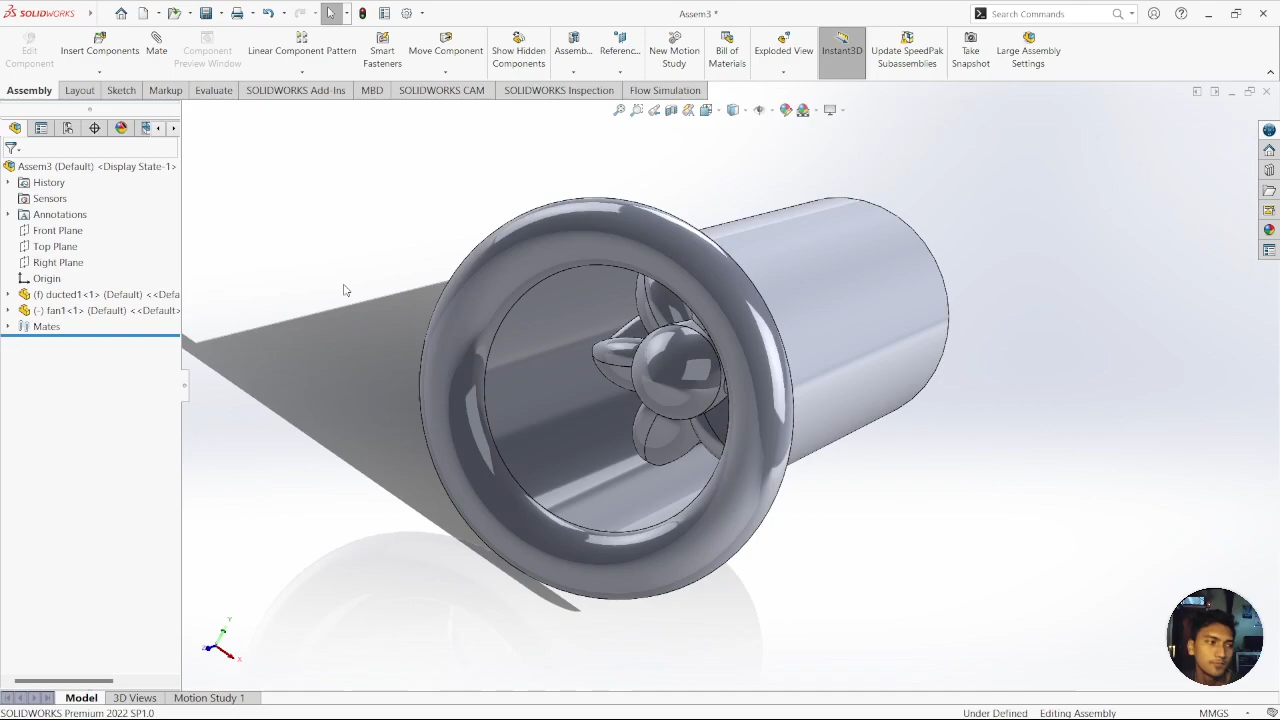 SOLIDWORKS
Assem3 *
Search Commands
Edit Component
Insert Components
Mate
Component Preview Window
Linear Component Pattern
Smart Fasteners
Move Component
Show Hidden Components
Assemb...
Referenc...
New Motion Study
Bill of Materials
Exploded View
Instant3D
Update SpeedPak Subassemblies
Take Snapshot
Large Assembly Settings
Assembly
Layout
Sketch
Markup
Evaluate
SOLIDWORKS Add-Ins
MBD
SOLIDWORKS CAM
SOLIDWORKS Inspection
Flow Simulation
Assem3 (Default) <Display State-1>
History
Sensors
Annotations
Front Plane
Top Plane
Right Plane
Origin
(f) ducted1<1> (Default) <<Defa
(-) fan1<1> (Default) <<Default>
Mates
Y
Z
X
Model
3D Views
Motion Study 1
SOLIDWORKS Premium 2022 SP1.0
Under Defined
Editing Assembly
MMGS